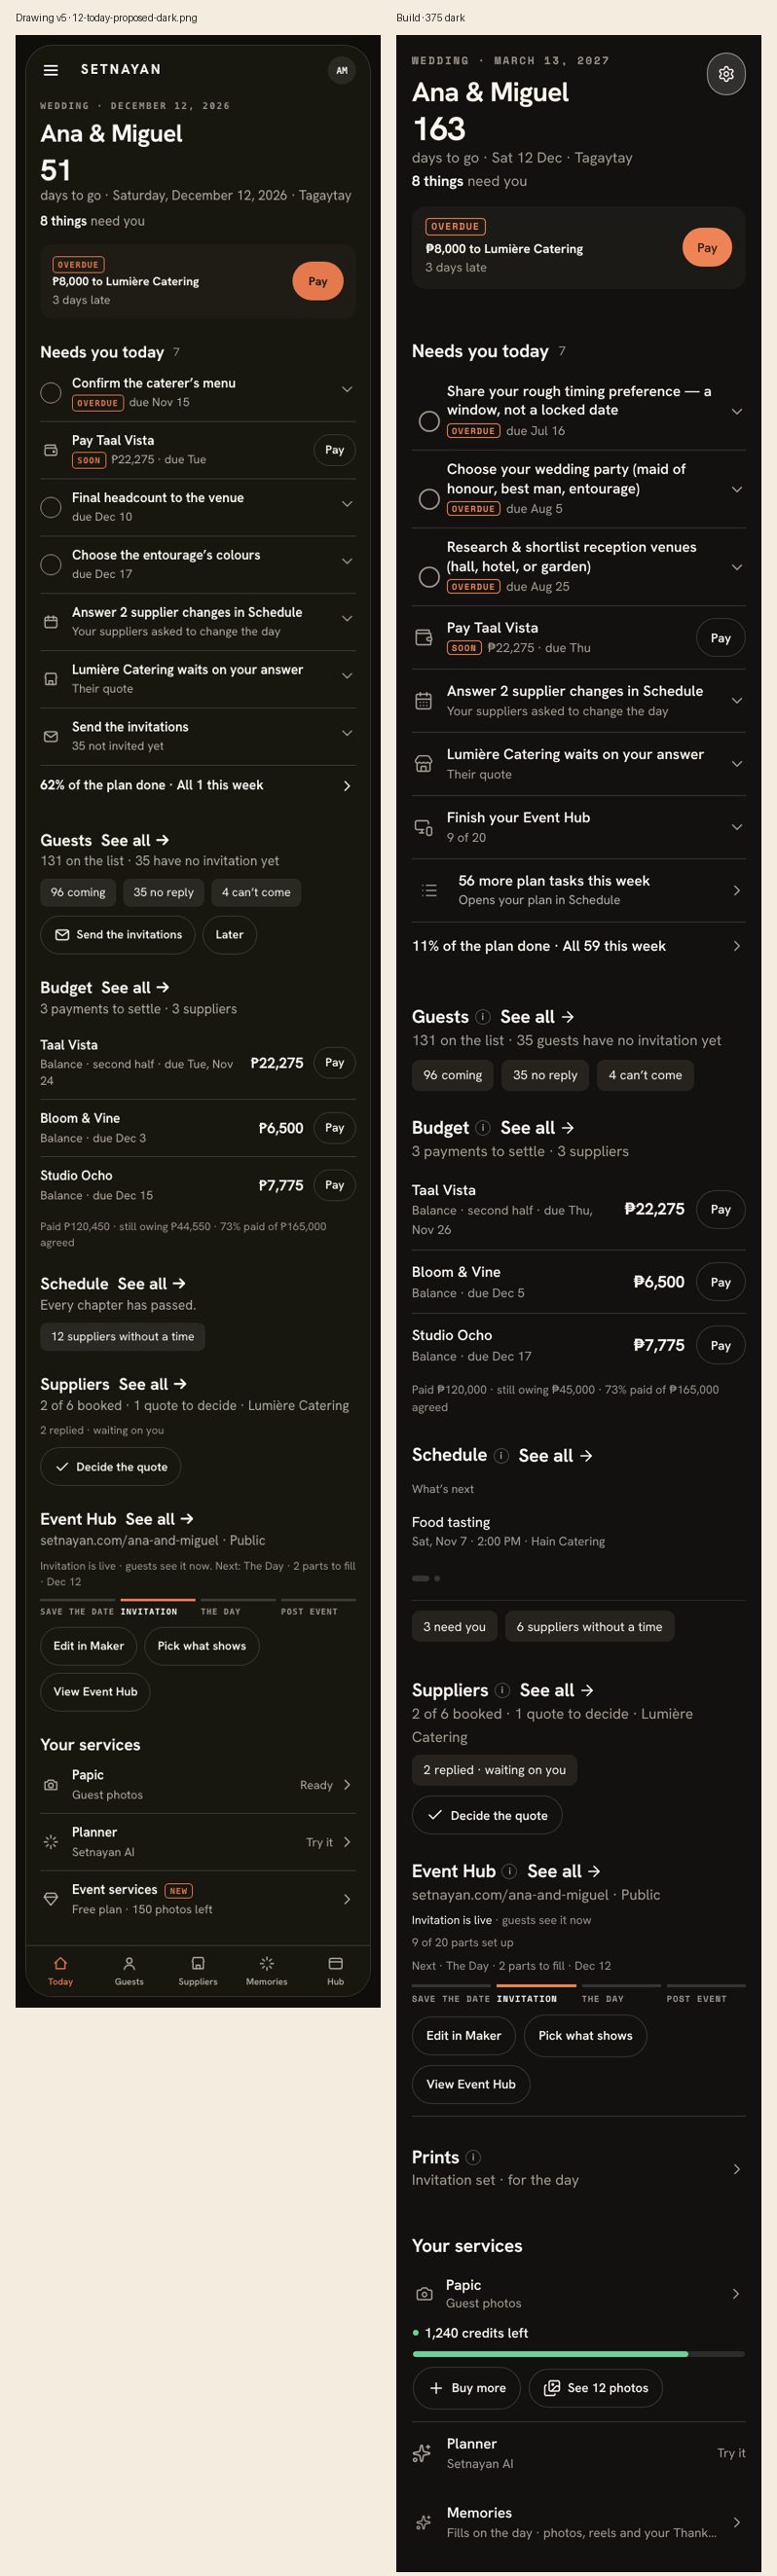 Drawing v5 · 12-today-proposed-dark.png
SETNAYAN
AM
WEDDING · DECEMBER 12, 2026
Ana & Miguel
51
days to go · Saturday, December 12, 2026 · Tagaytay
8 things need you
OVERDUE
₱8,000 to Lumière Catering
3 days late
Pay
Needs you today 7
Confirm the caterer’s menu
OVERDUE due Nov 15
Pay Taal Vista
SOON ₱22,275 · due Tue
Pay
Final headcount to the venue
due Dec 10
Choose the entourage’s colours
due Dec 17
Answer 2 supplier changes in Schedule
Your suppliers asked to change the day
Lumière Catering waits on your answer
Their quote
Send the invitations
35 not invited yet
62% of the plan done · All 1 this week
Guests See all →
131 on the list · 35 have no invitation yet
96 coming 35 no reply 4 can’t come
Send the invitations Later
Budget See all →
3 payments to settle · 3 suppliers
Taal Vista
Balance · second half · due Tue, Nov
24
₱22,275 Pay
Bloom & Vine
Balance · due Dec 3
₱6,500 Pay
Studio Ocho
Balance · due Dec 15
₱7,775 Pay
Paid ₱120,450 · still owing ₱44,550 · 73% paid of ₱165,000
agreed
Schedule See all →
Every chapter has passed.
12 suppliers without a time
Suppliers See all →
2 of 6 booked · 1 quote to decide · Lumière Catering
2 replied · waiting on you
Decide the quote
Event Hub See all →
setnayan.com/ana-and-miguel · Public
Invitation is live · guests see it now. Next: The Day · 2 parts to fill
· Dec 12
SAVE THE DATE INVITATION THE DAY POST EVENT
Edit in Maker Pick what shows
View Event Hub
Your services
Papic
Guest photos
Ready
Planner
Setnayan AI
Try it
Event services NEW
Free plan · 150 photos left
Today Guests Suppliers Memories Hub
Build · 375 dark
WEDDING · MARCH 13, 2027
Ana & Miguel
163
days to go · Sat 12 Dec · Tagaytay
8 things need you
OVERDUE
₱8,000 to Lumière Catering
3 days late
Pay
Needs you today 7
Share your rough timing preference — a
window, not a locked date
OVERDUE due Jul 16
Choose your wedding party (maid of
honour, best man, entourage)
OVERDUE due Aug 5
Research & shortlist reception venues
(hall, hotel, or garden)
OVERDUE due Aug 25
Pay Taal Vista
SOON ₱22,275 · due Thu
Pay
Answer 2 supplier changes in Schedule
Your suppliers asked to change the day
Lumière Catering waits on your answer
Their quote
Finish your Event Hub
9 of 20
56 more plan tasks this week
Opens your plan in Schedule
11% of the plan done · All 59 this week
Guests i See all →
131 on the list · 35 guests have no invitation yet
96 coming 35 no reply 4 can’t come
Budget i See all →
3 payments to settle · 3 suppliers
Taal Vista
Balance · second half · due Thu,
Nov 26
₱22,275 Pay
Bloom & Vine
Balance · due Dec 5
₱6,500 Pay
Studio Ocho
Balance · due Dec 17
₱7,775 Pay
Paid ₱120,000 · still owing ₱45,000 · 73% paid of ₱165,000
agreed
Schedule i See all →
What’s next
Food tasting
Sat, Nov 7 · 2:00 PM · Hain Catering
3 need you 6 suppliers without a time
Suppliers i See all →
2 of 6 booked · 1 quote to decide · Lumière
Catering
2 replied · waiting on you
Decide the quote
Event Hub i See all →
setnayan.com/ana-and-miguel · Public
Invitation is live · guests see it now
9 of 20 parts set up
Next · The Day · 2 parts to fill · Dec 12
SAVE THE DATE INVITATION THE DAY POST EVENT
Edit in Maker Pick what shows
View Event Hub
Prints i
Invitation set · for the day
Your services
Papic
Guest photos
1,240 credits left
Buy more See 12 photos
Planner
Setnayan AI
Try it
Memories
Fills on the day · photos, reels and your Thank...